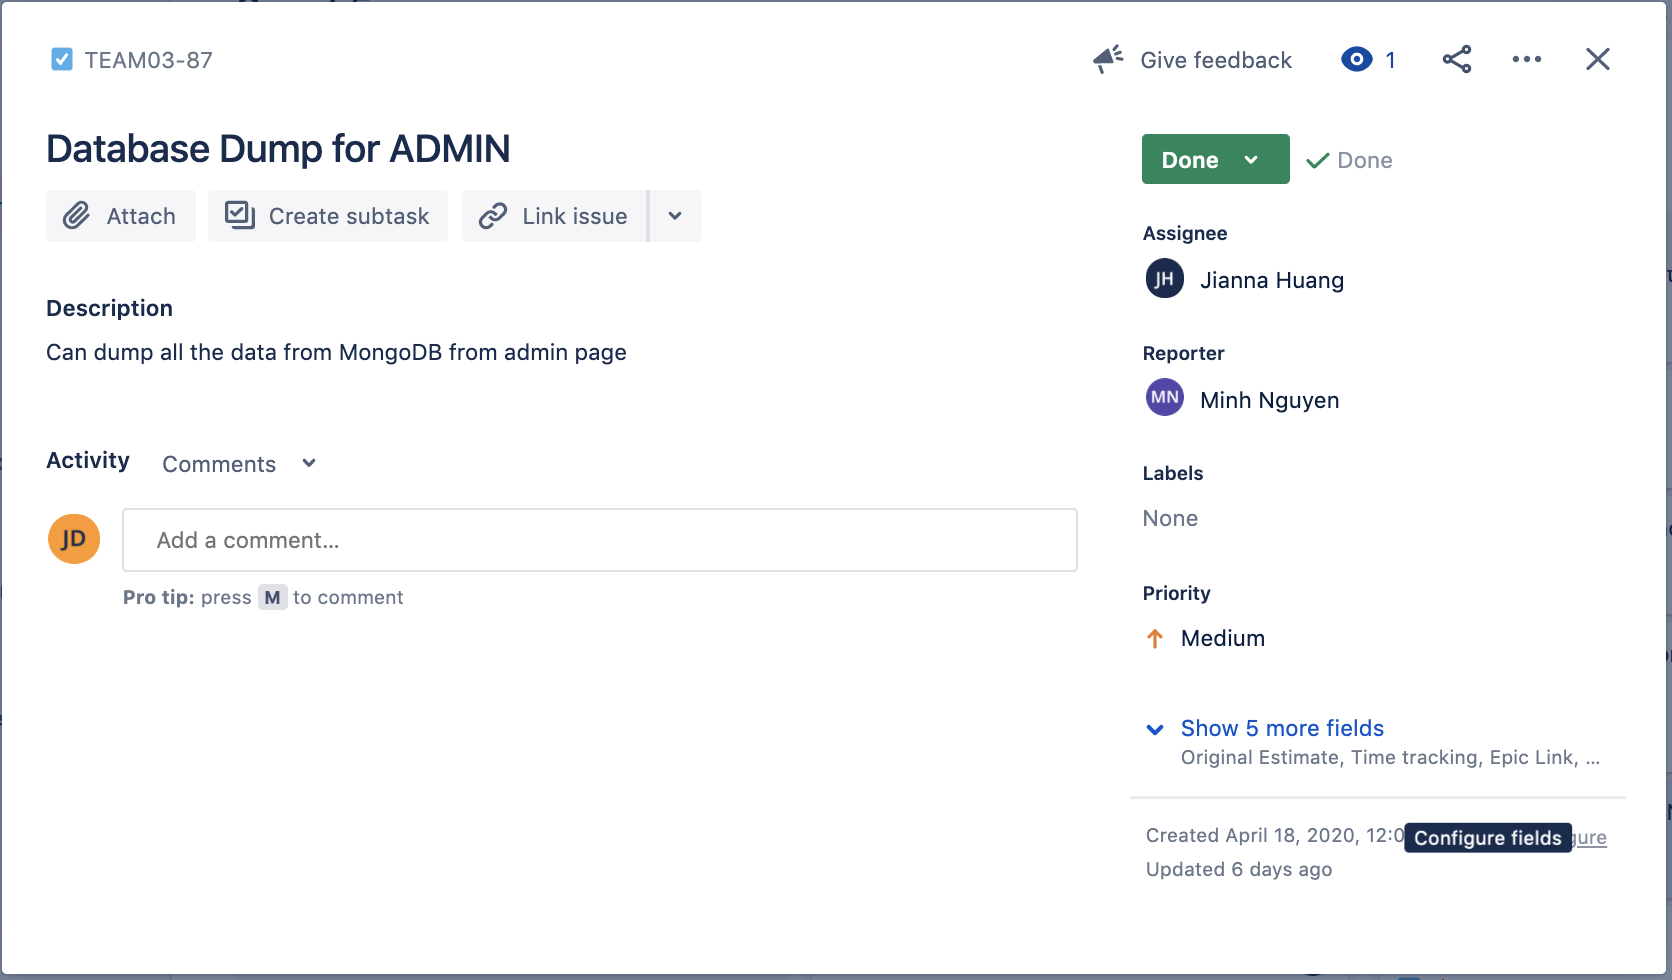 TEAM03-87
Give feedback
1
Database Dump for ADMIN
Attach
Create subtask
Link issue
Description
Can dump all the data from MongoDB from admin page
Activity
Comments
JD
Add a comment...
Pro tip: press M to comment
Done
Done
Assignee
JH
Jianna Huang
Reporter
MN
Minh Nguyen
Labels
None
Priority
Medium
Show 5 more fields
Original Estimate, Time tracking, Epic Link, ...
Created April 18, 2020, 12:0
Configure fields
gure
Updated 6 days ago